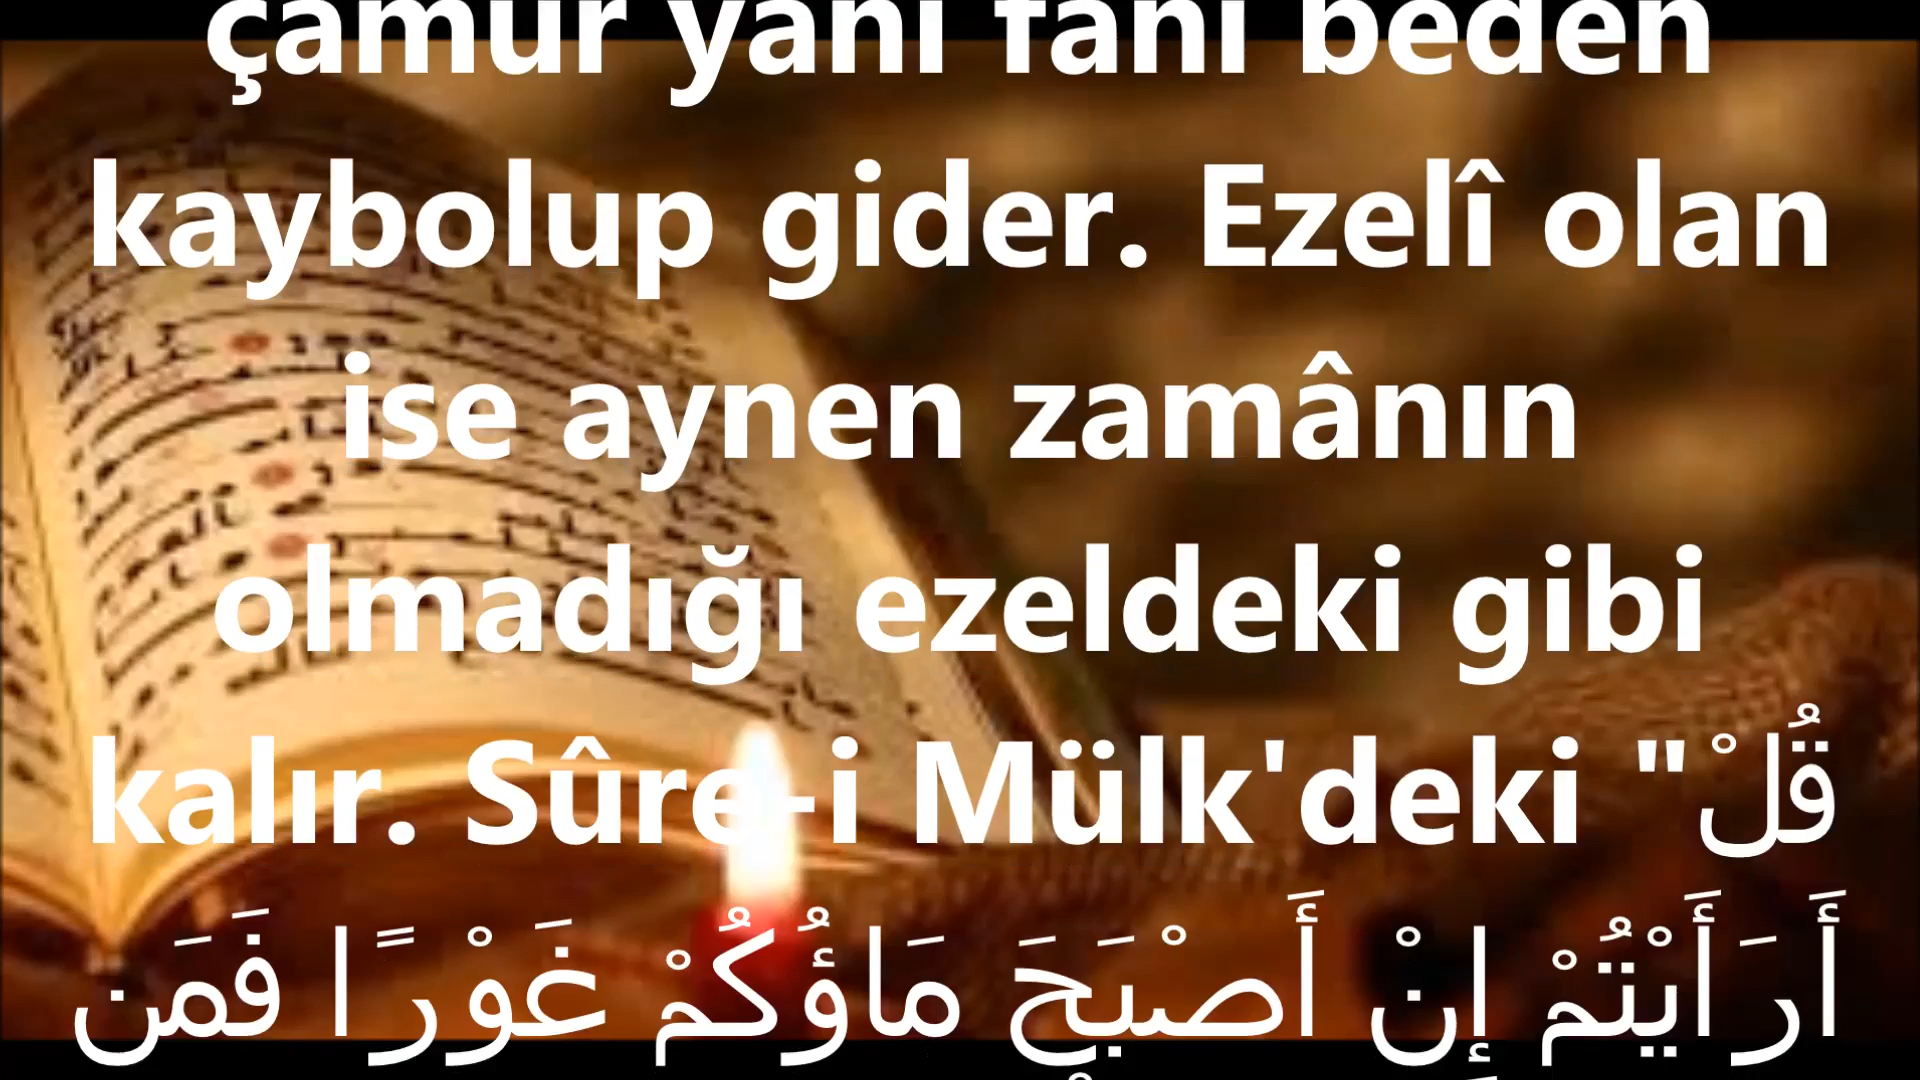 çamur yani fani beden
kaybolup gider. Ezelî olan
ise aynen zamânın
olmadığı ezeldeki gibi
kalır. Sûre-i Mülk'deki "قُلْ
أَرَأَيْتُمْ إِنْ أَصْبَحَ مَاؤُكُمْ غَوْرًا فَمَن